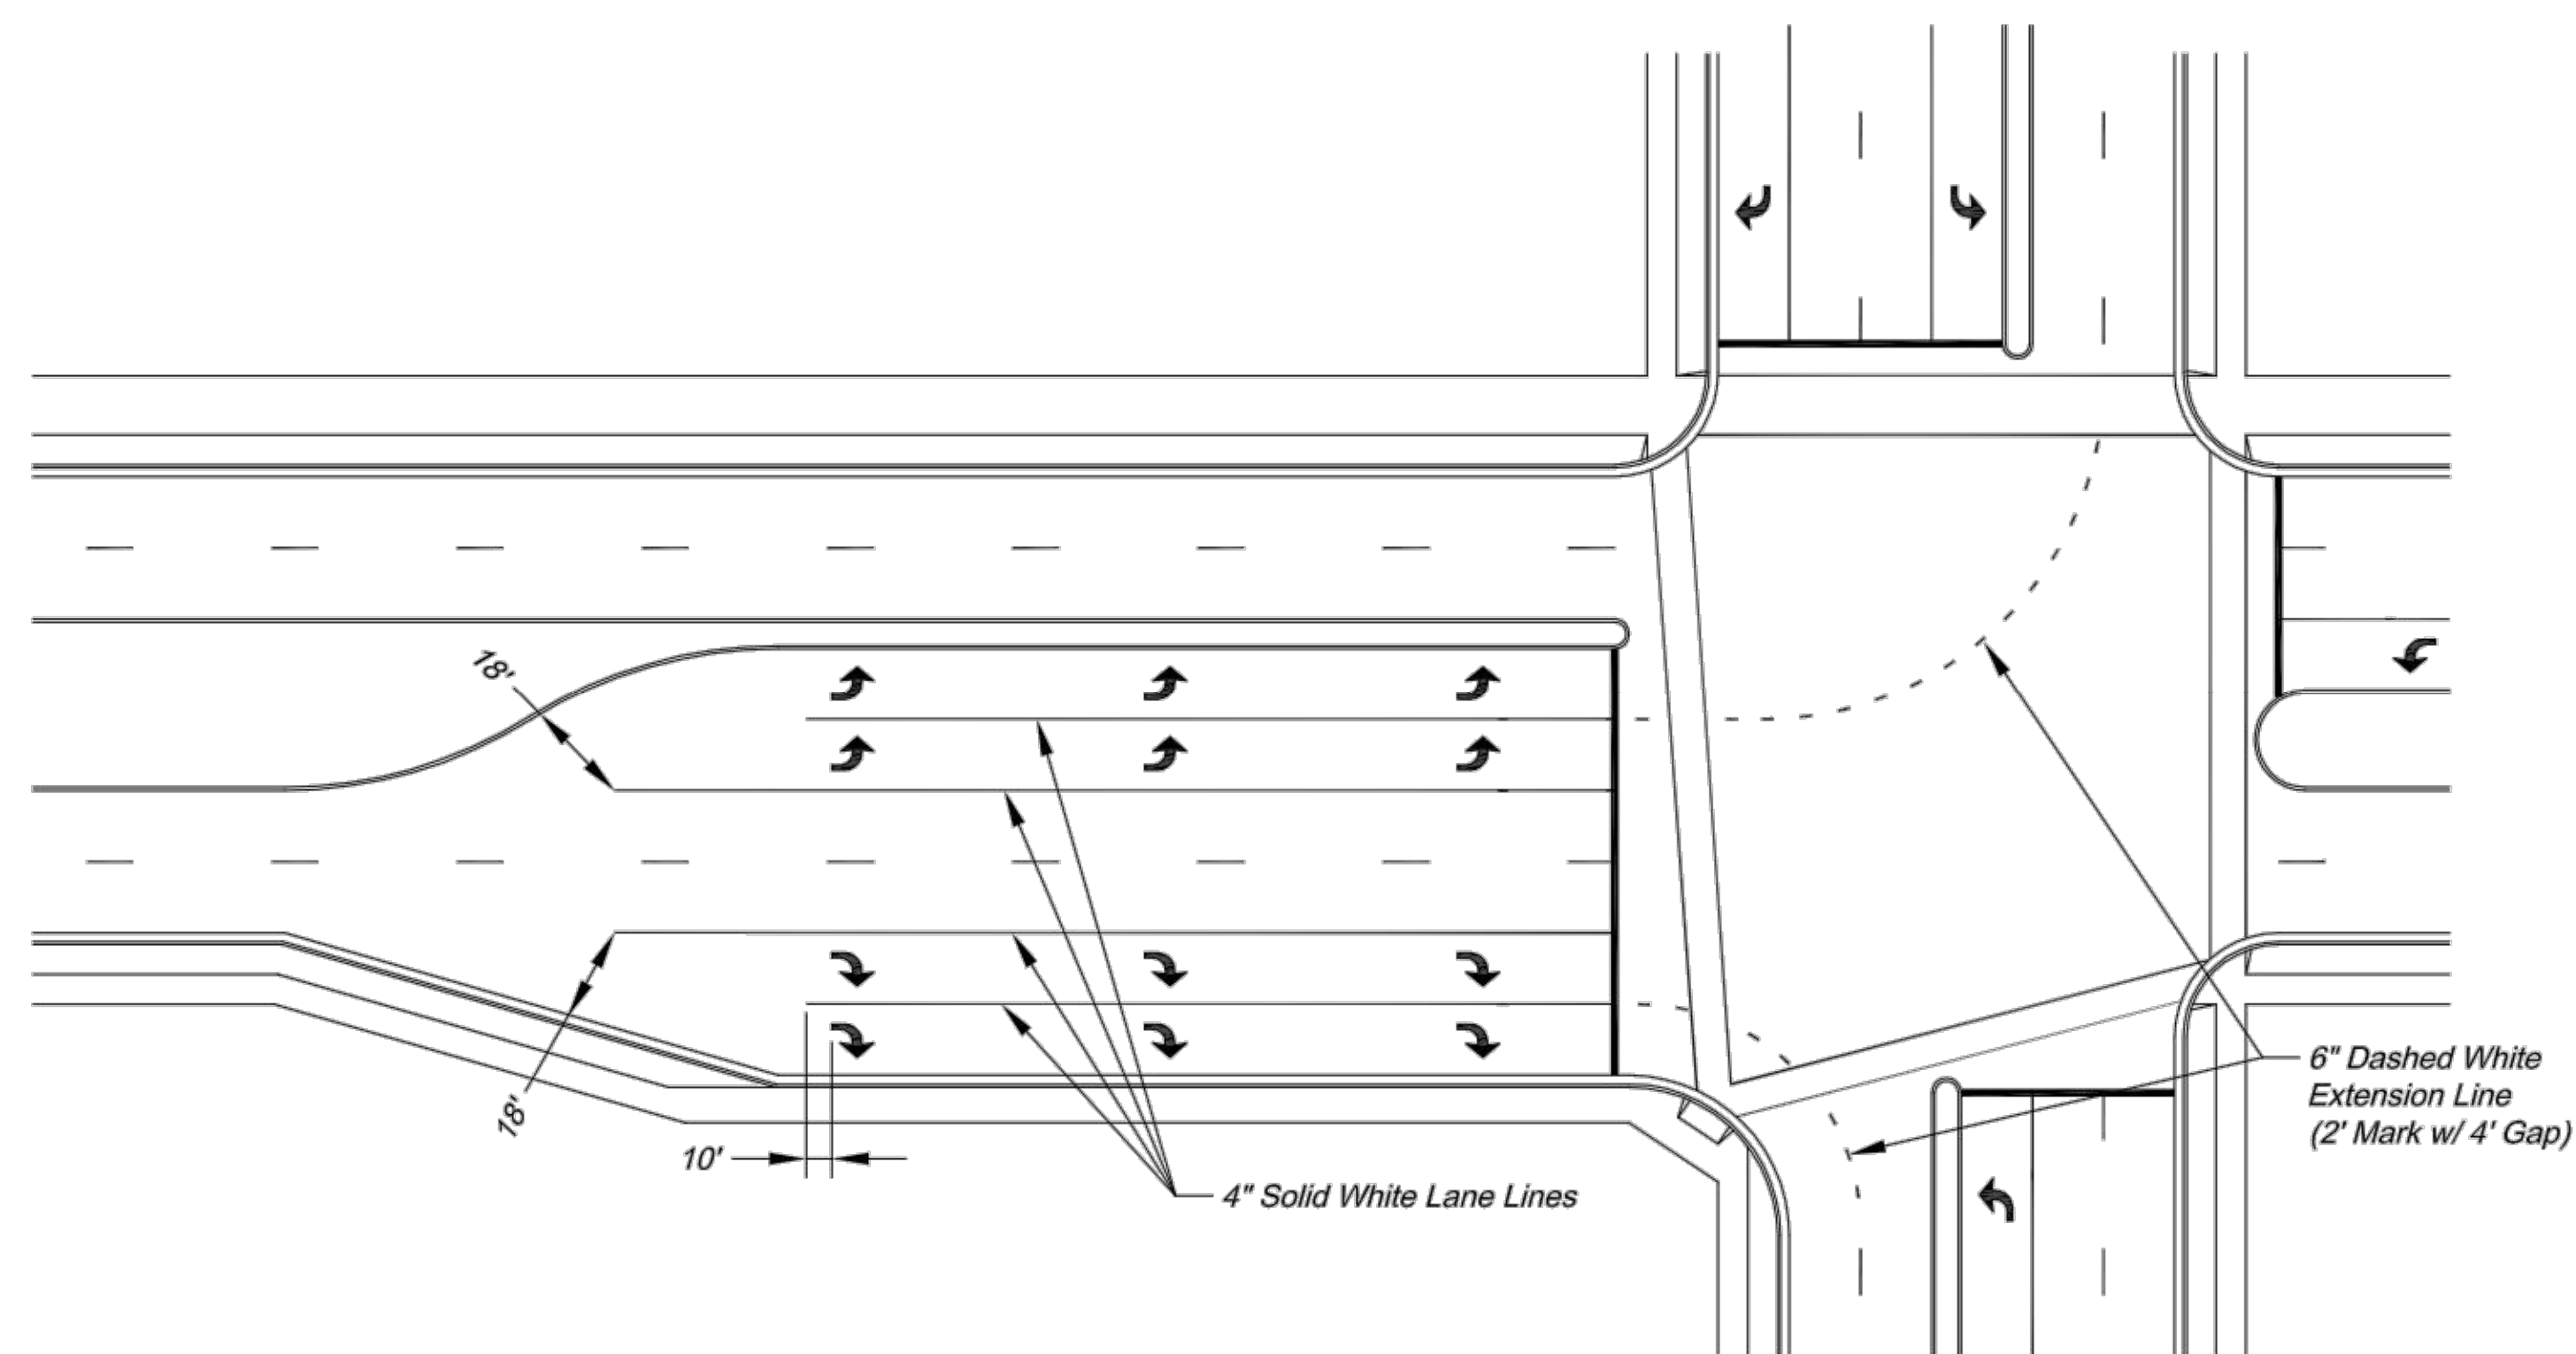 18'
18'
10'
4" Solid White Lane Lines
6" Dashed White
Extension Line
(2' Mark w/ 4' Gap)